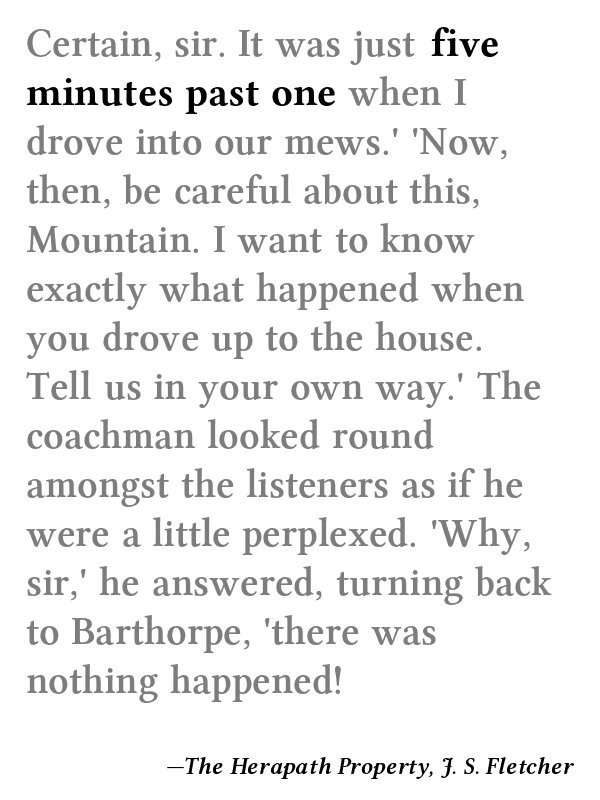 Certain, sir. It was just five
minutes past one when I
drove into our mews.' 'Now,
then, be careful about this,
Mountain. I want to know
exactly what happened when
you drove up to the house.
Tell us in your own way.' The
coachman looked round
amongst the listeners as if he
were a little perplexed. 'Why,
sir,' he answered, turning back
to Barthorpe, 'there was
nothing happened!
—The Herapath Property, J. S. Fletcher